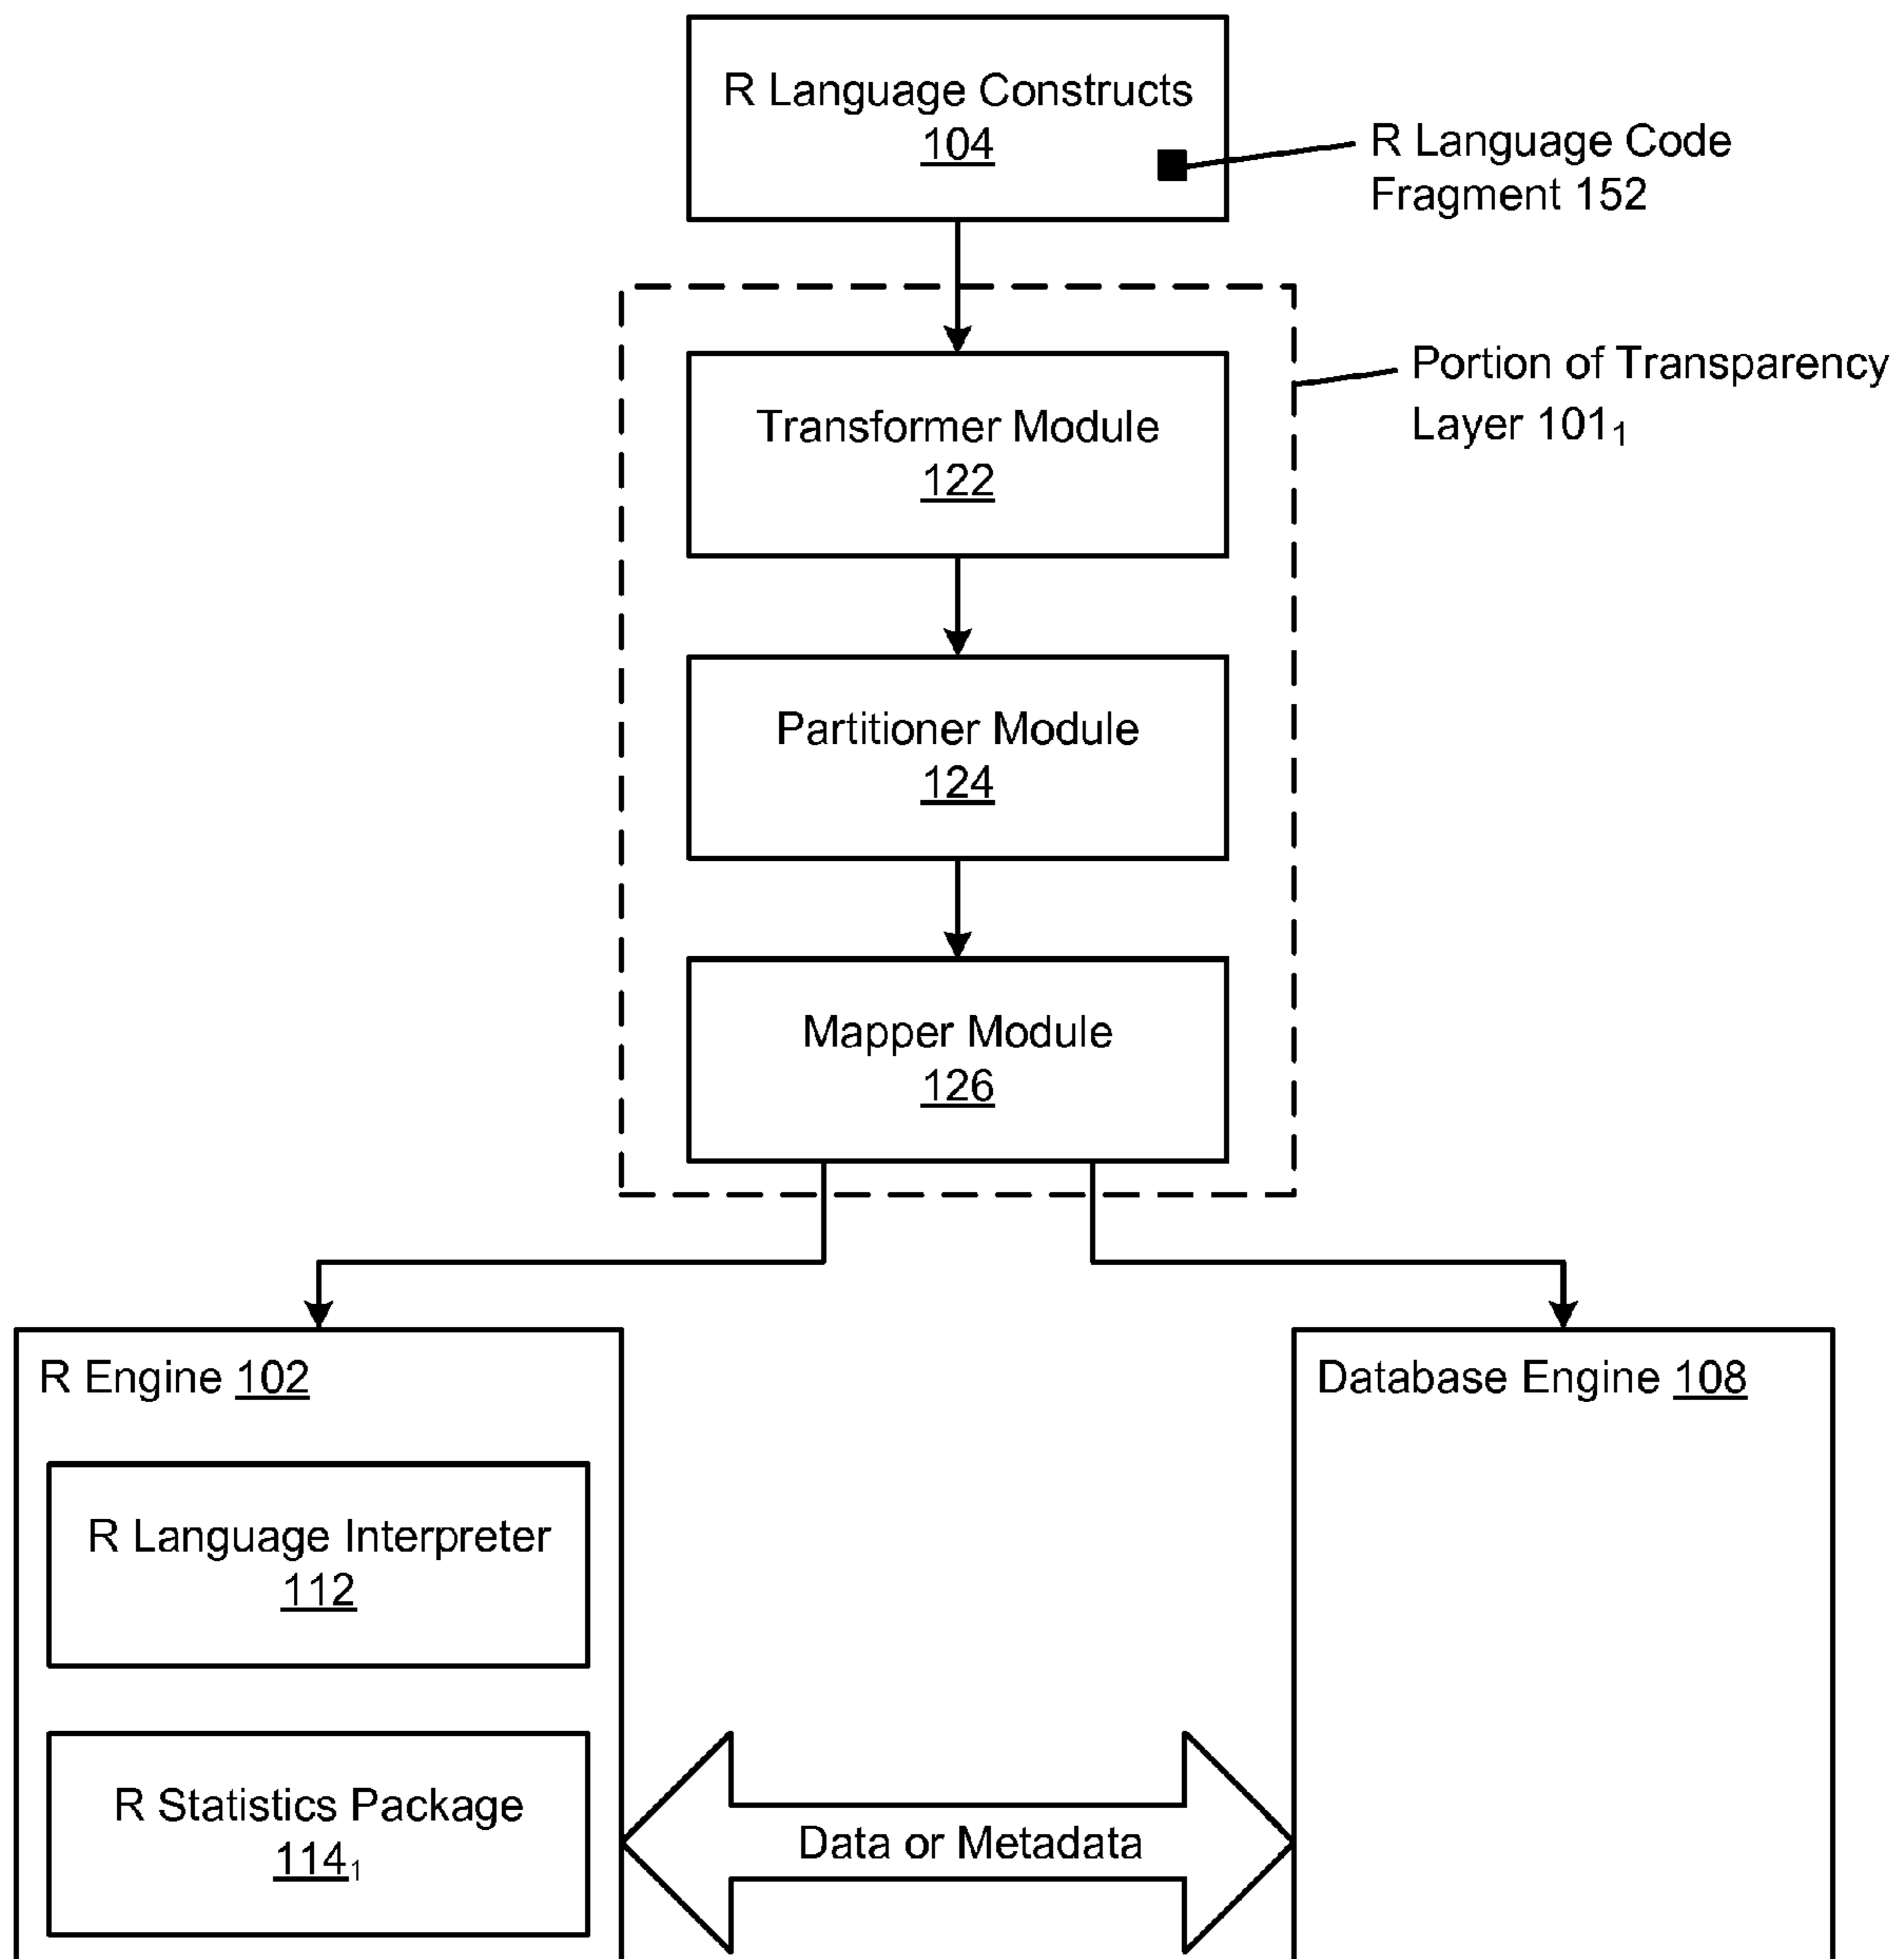 R Language Constructs
104
R Language Code
Fragment 152
Portion of Transparency
Layer 101₁
Transformer Module
122
Partitioner Module
124
Mapper Module
126
R Engine 102
Database Engine 108
R Language Interpreter
112
R Statistics Package
114₁
Data or Metadata